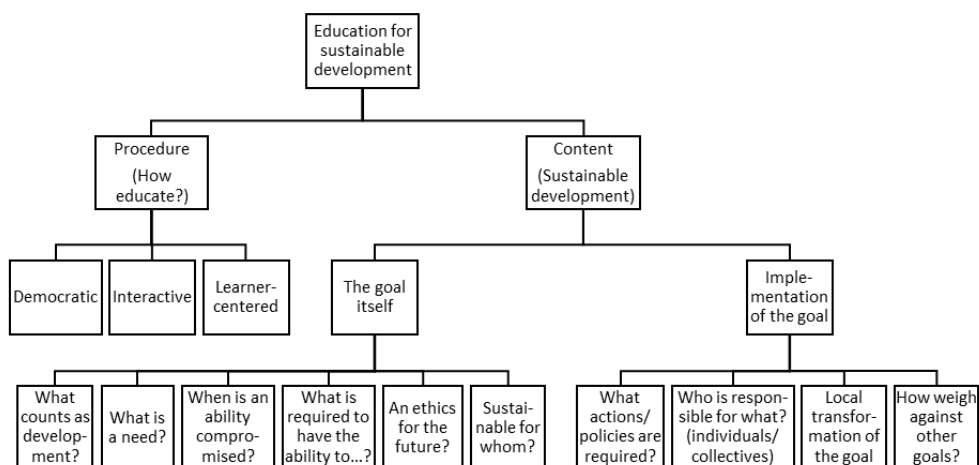 Education for
sustainable
development
Procedure
(How
educate?)
Content
(Sustainable
development)
Democratic
Interactive
Learner-
centered
The goal
itself
Imple-
mentation
of the goal
What
counts as
develop-
ment?
What is
a need?
When is an
ability
compro-
mised?
What is
required to
have the
ability to...?
An ethics
for the
future?
Sustai-
nable for
whom?
What
actions/
policies are
required?
Who is respon-
sible for what?
(individuals/
collectives)
Local
transfor-
mation of
the goal
How weigh
against
other
goals?